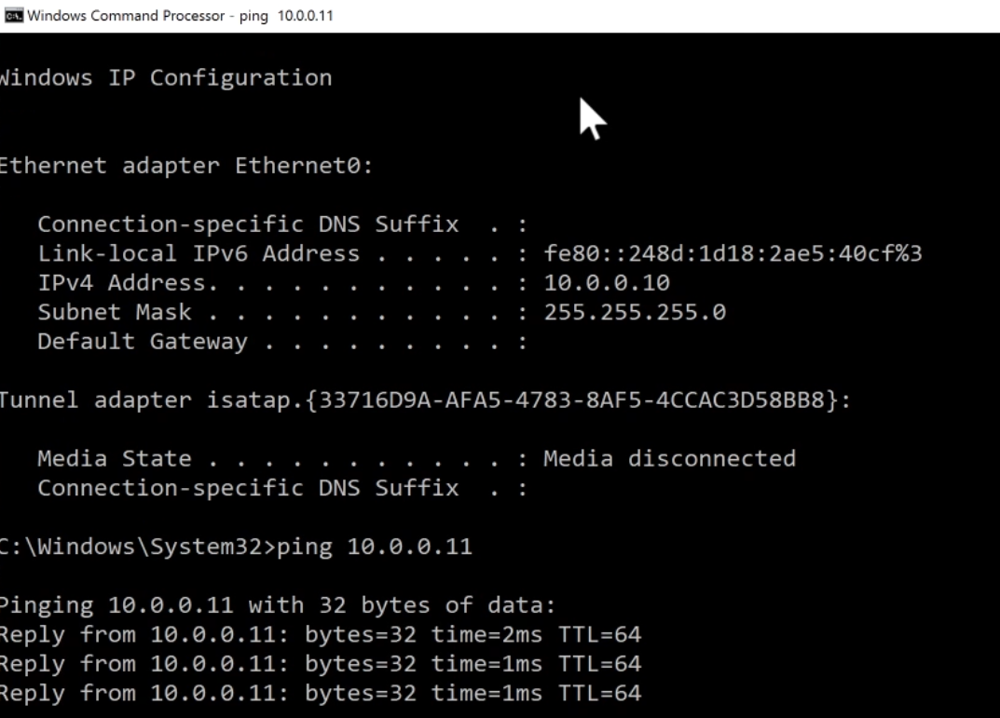 Windows Command Processor - ping  10.0.0.11
Windows IP Configuration
Ethernet adapter Ethernet0:
   Connection-specific DNS Suffix  . :
   Link-local IPv6 Address . . . . . : fe80::248d:1d18:2ae5:40cf%3
   IPv4 Address. . . . . . . . . . . : 10.0.0.10
   Subnet Mask . . . . . . . . . . . : 255.255.255.0
   Default Gateway . . . . . . . . . :
Tunnel adapter isatap.{33716D9A-AFA5-4783-8AF5-4CCAC3D58BB8}:
   Media State . . . . . . . . . . . : Media disconnected
   Connection-specific DNS Suffix  . :
C:\Windows\System32>ping 10.0.0.11
Pinging 10.0.0.11 with 32 bytes of data:
Reply from 10.0.0.11: bytes=32 time=2ms TTL=64
Reply from 10.0.0.11: bytes=32 time=1ms TTL=64
Reply from 10.0.0.11: bytes=32 time=1ms TTL=64